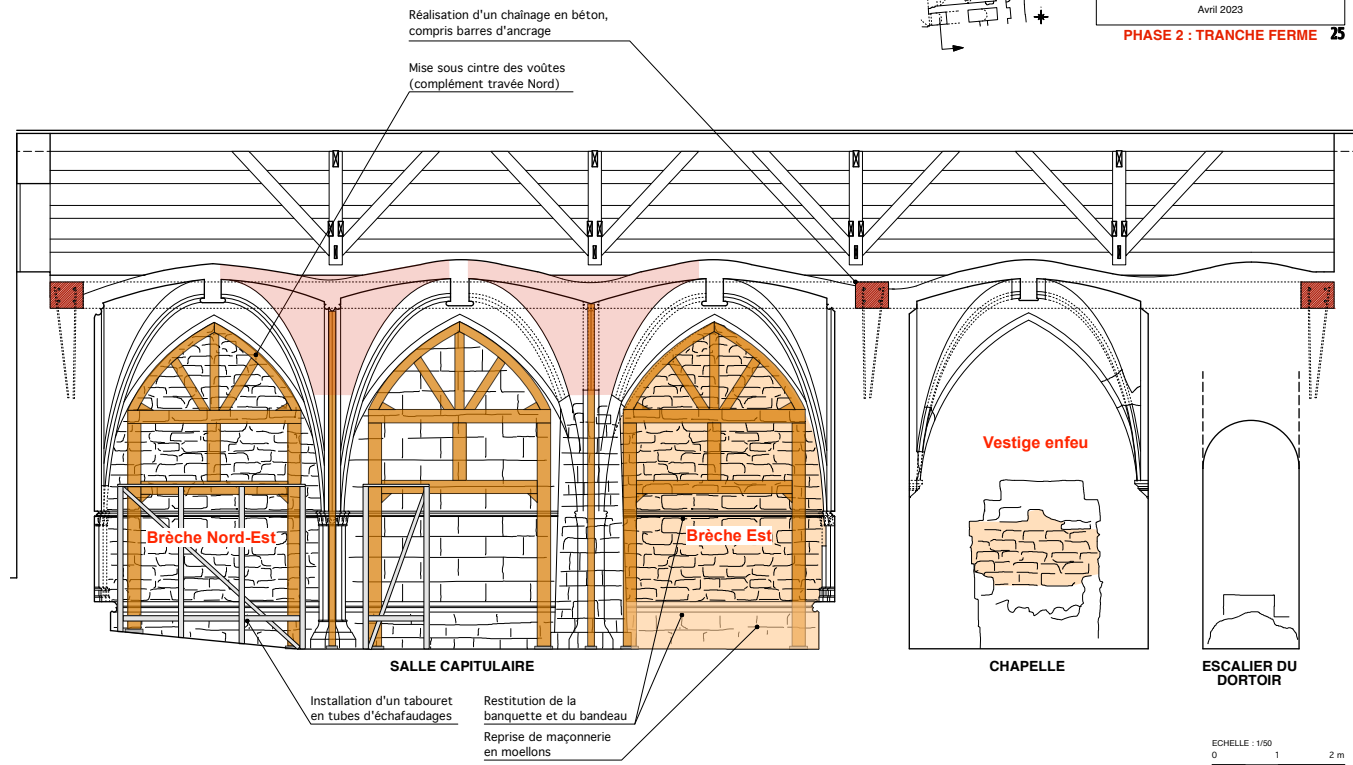 Avril 2023
PHASE 2 : TRANCHE FERME 25
Réalisation d'un chaînage en béton,
compris barres d'ancrage
Mise sous cintre des voûtes
(complément travée Nord)
Vestige enfeu
Brèche Nord-Est
Brèche Est
SALLE CAPITULAIRE
CHAPELLE
ESCALIER DU
DORTOIR
Installation d'un tabouret
en tubes d'échafaudages
Restitution de la
banquette et du bandeau
Reprise de maçonnerie
en moellons
ECHELLE : 1/50
0 1 2 m